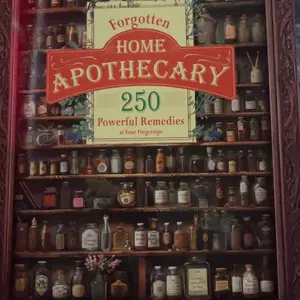 Forgotten
HOME
APOTHECARY
250
Powerful Remedies
at Your Fingertips